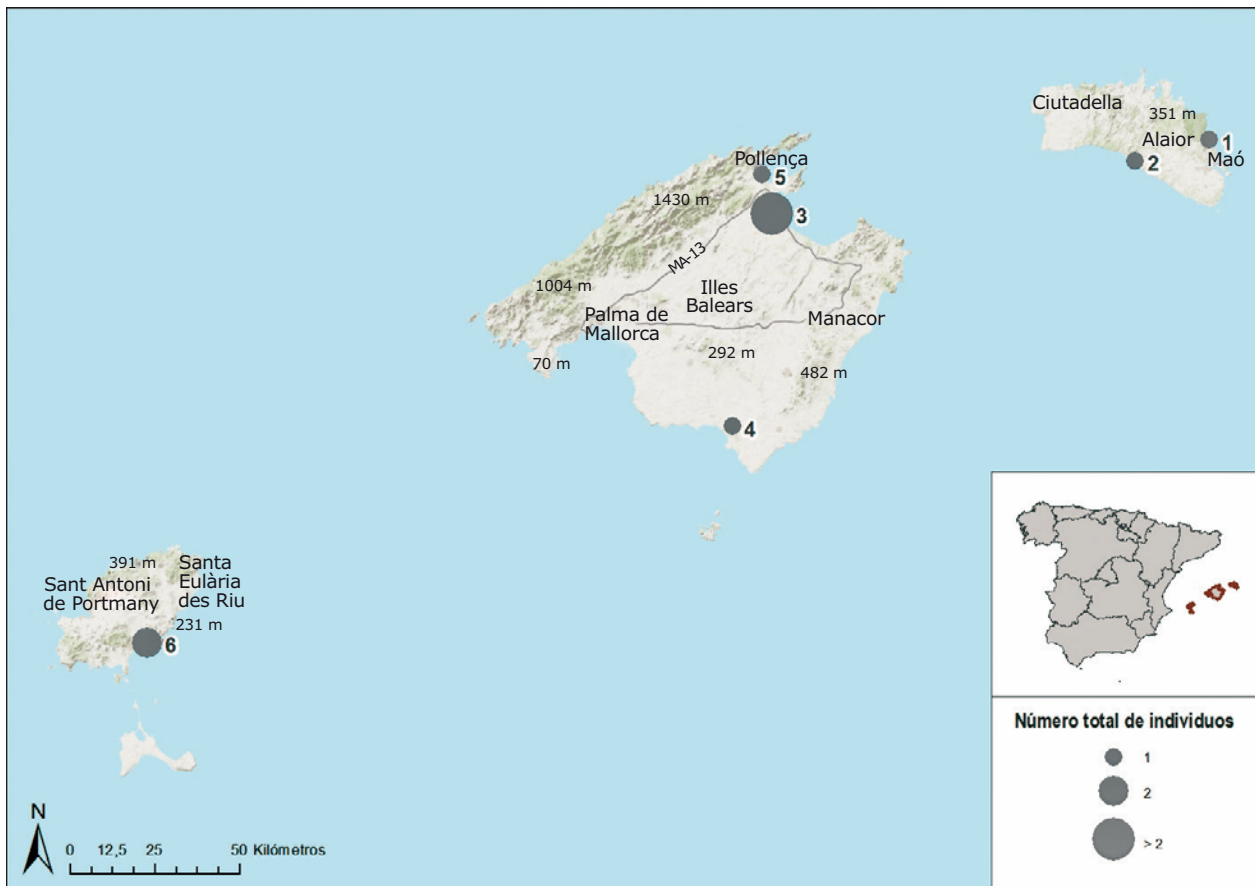 Ciutadella
351 m
Alaior
1
Maó
2
Pollença
5
1430 m
3
MA-13
1004 m
Illes
Balears
Palma de
Mallorca
Manacor
292 m
70 m
482 m
4
391 m
Santa
Eulària
des Riu
Sant Antoni
de Portmany
231 m
6
Número total de individuos
1
2
> 2
N
0 12,5 25 50 Kilómetros